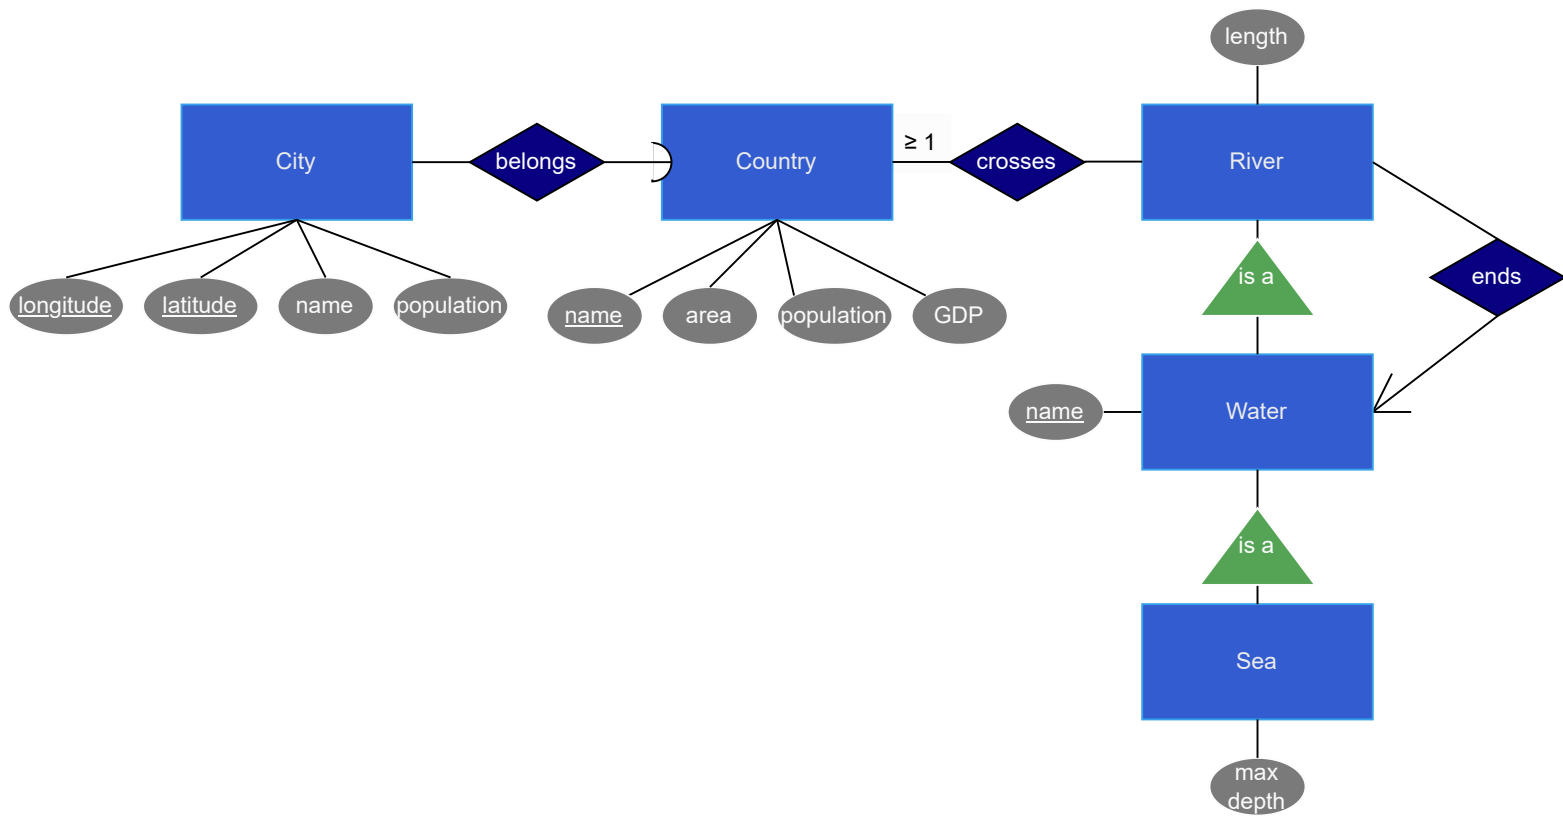 length
City
belongs
Country
≥ 1
crosses
River
is a
ends
longitude
latitude
name
population
name
area
population
GDP
name
Water
is a
Sea
max
depth